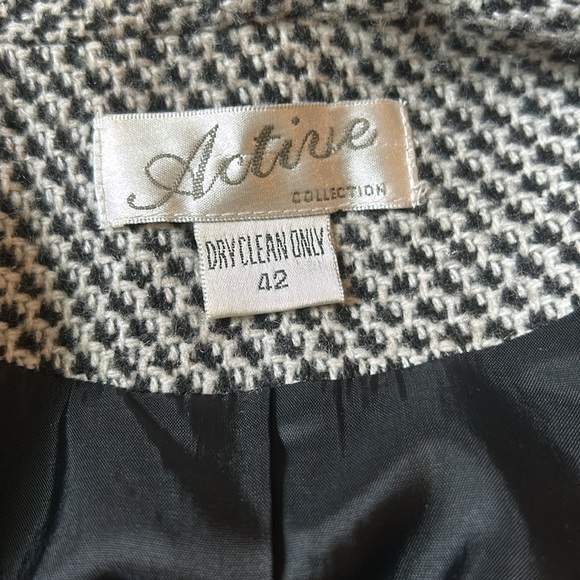 Active
COLLECTION
DRY CLEAN ONLY
42